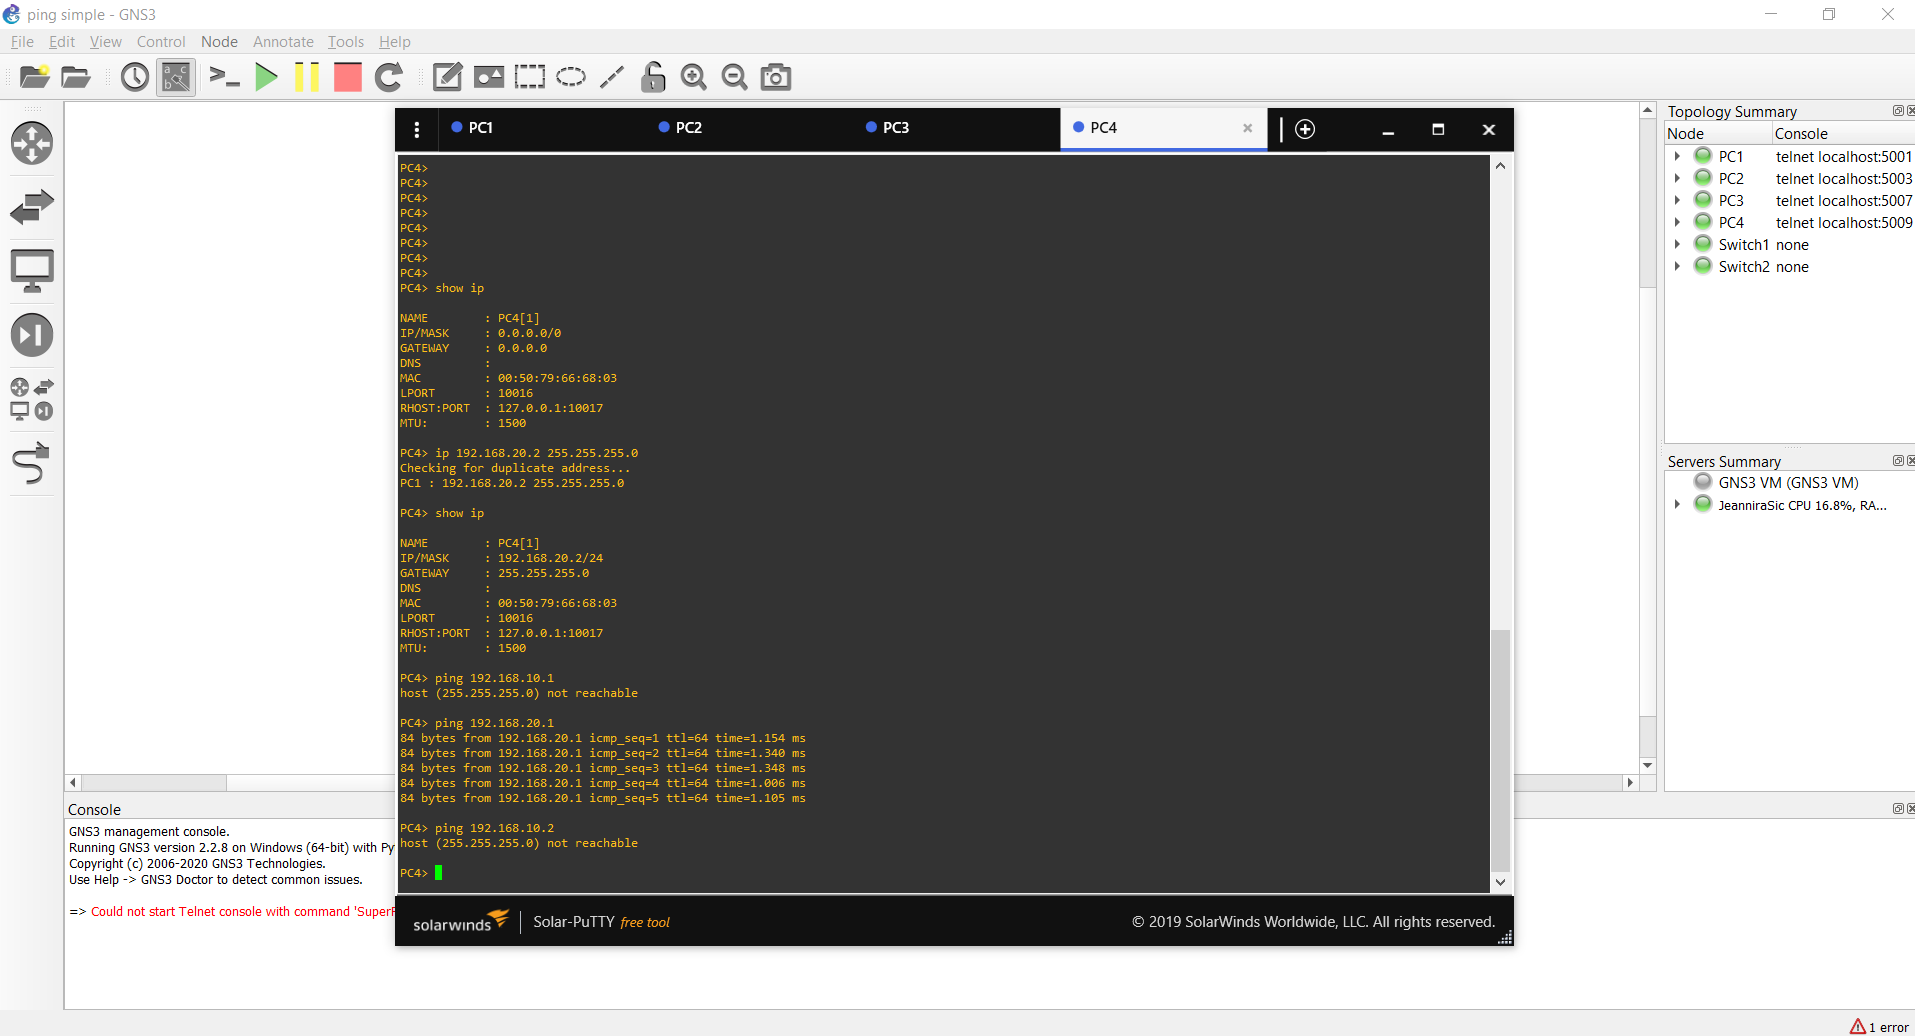 ping simple - GNS3
File Edit View Control Node Annotate Tools Help
PC1 PC2 PC3 PC4
PC4>
PC4>
PC4>
PC4>
PC4>
PC4>
PC4>
PC4>
PC4> show ip
NAME : PC4[1]
IP/MASK : 0.0.0.0/0
GATEWAY : 0.0.0.0
DNS :
MAC : 00:50:79:66:68:03
LPORT : 10016
RHOST:PORT : 127.0.0.1:10017
MTU: : 1500
PC4> ip 192.168.20.2 255.255.255.0
Checking for duplicate address...
PC1 : 192.168.20.2 255.255.255.0
PC4> show ip
NAME : PC4[1]
IP/MASK : 192.168.20.2/24
GATEWAY : 255.255.255.0
DNS :
MAC : 00:50:79:66:68:03
LPORT : 10016
RHOST:PORT : 127.0.0.1:10017
MTU: : 1500
PC4> ping 192.168.10.1
host (255.255.255.0) not reachable
PC4> ping 192.168.20.1
84 bytes from 192.168.20.1 icmp_seq=1 ttl=64 time=1.154 ms
84 bytes from 192.168.20.1 icmp_seq=2 ttl=64 time=1.340 ms
84 bytes from 192.168.20.1 icmp_seq=3 ttl=64 time=1.348 ms
84 bytes from 192.168.20.1 icmp_seq=4 ttl=64 time=1.006 ms
84 bytes from 192.168.20.1 icmp_seq=5 ttl=64 time=1.105 ms
PC4> ping 192.168.10.2
host (255.255.255.0) not reachable
PC4>
solarwinds Solar-PuTTY free tool © 2019 SolarWinds Worldwide, LLC. All rights reserved.
Topology Summary
Node Console
PC1 telnet localhost:5001
PC2 telnet localhost:5003
PC3 telnet localhost:5007
PC4 telnet localhost:5009
Switch1 none
Switch2 none
Servers Summary
GNS3 VM (GNS3 VM)
JeanniraSic CPU 16.8%, RA...
Console
GNS3 management console.
Running GNS3 version 2.2.8 on Windows (64-bit) with Py
Copyright (c) 2006-2020 GNS3 Technologies.
Use Help -> GNS3 Doctor to detect common issues.
=> Could not start Telnet console with command 'SuperP
1 error